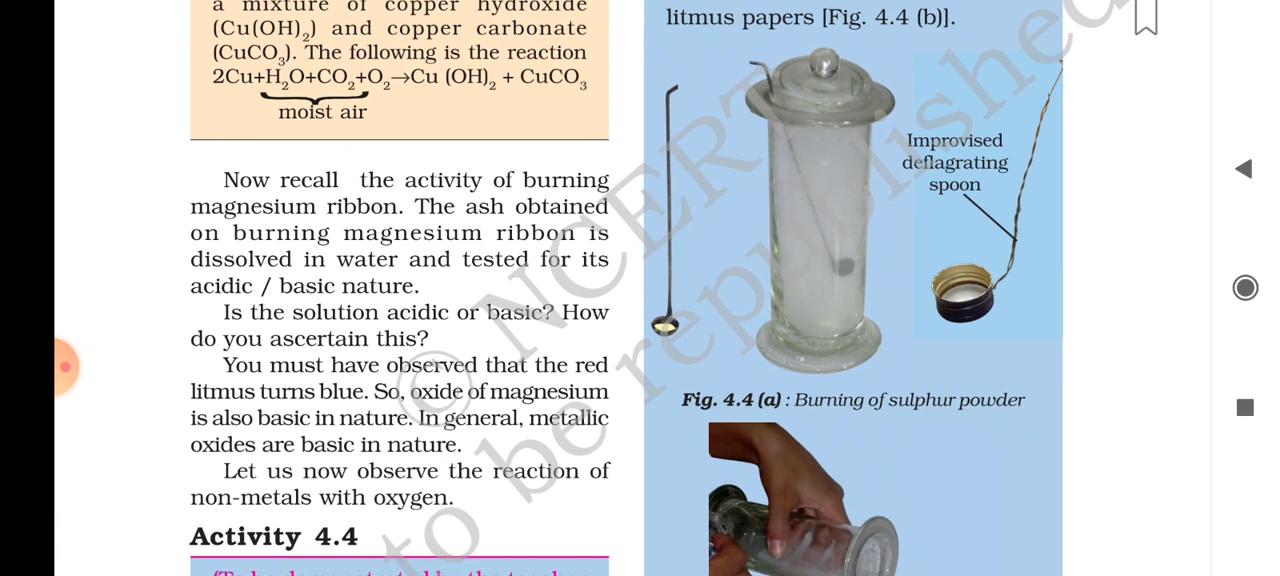 a mixture of copper hydroxide
(Cu(OH)₂) and copper carbonate
(CuCO₃). The following is the reaction
2Cu+H₂O+CO₂+O₂→Cu (OH)₂ + CuCO₃
moist air
Now recall the activity of burning
magnesium ribbon. The ash obtained
on burning magnesium ribbon is
dissolved in water and tested for its
acidic / basic nature.
Is the solution acidic or basic? How
do you ascertain this?
You must have observed that the red
litmus turns blue. So, oxide of magnesium
is also basic in nature. In general, metallic
oxides are basic in nature.
Let us now observe the reaction of
non-metals with oxygen.
Activity 4.4
litmus papers [Fig. 4.4 (b)].
Improvised
deflagrating
spoon
Fig. 4.4 (a) : Burning of sulphur powder
© NCERT
to be republished